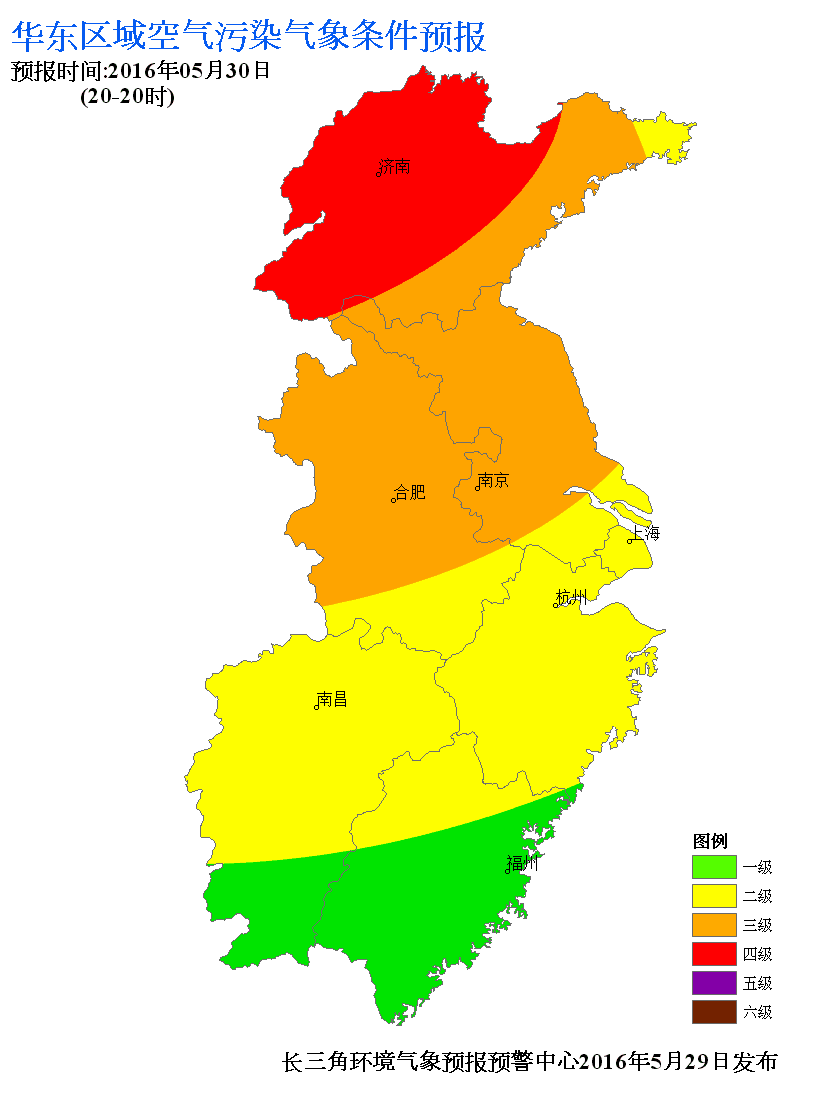 华东区域空气污染气象条件预报
预报时间:2016年05月30日
(20-20时)
济南
南京
合肥
上海
杭州
南昌
福州
图例
一级
二级
三级
四级
五级
六级
长三角环境气象预报预警中心2016年5月29日发布